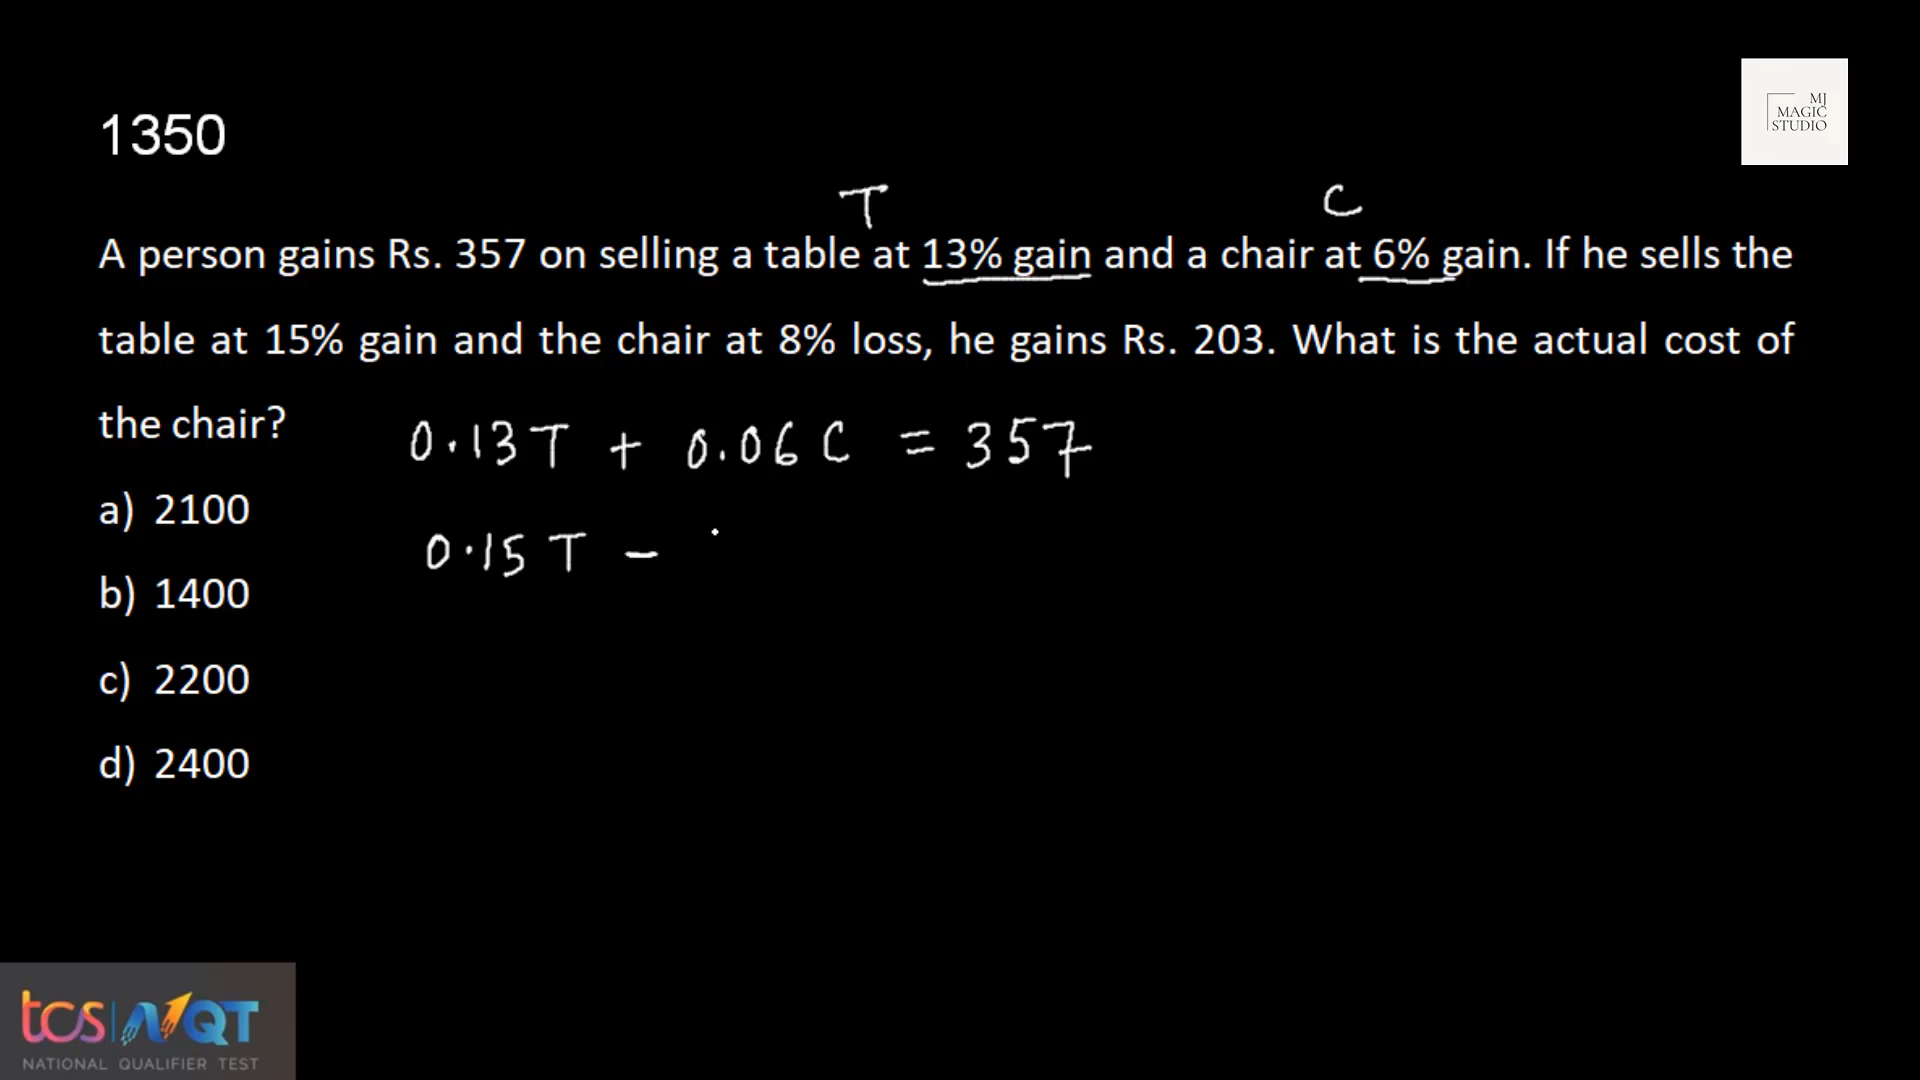 1350
MJ
MAGIC
STUDIO
T C
A person gains Rs. 357 on selling a table at 13% gain and a chair at 6% gain. If he sells the
table at 15% gain and the chair at 8% loss, he gains Rs. 203. What is the actual cost of
the chair?
0.13T + 0.06C = 357
a) 2100
0.15T -
b) 1400
c) 2200
d) 2400
tcs NQT
NATIONAL QUALIFIER TEST